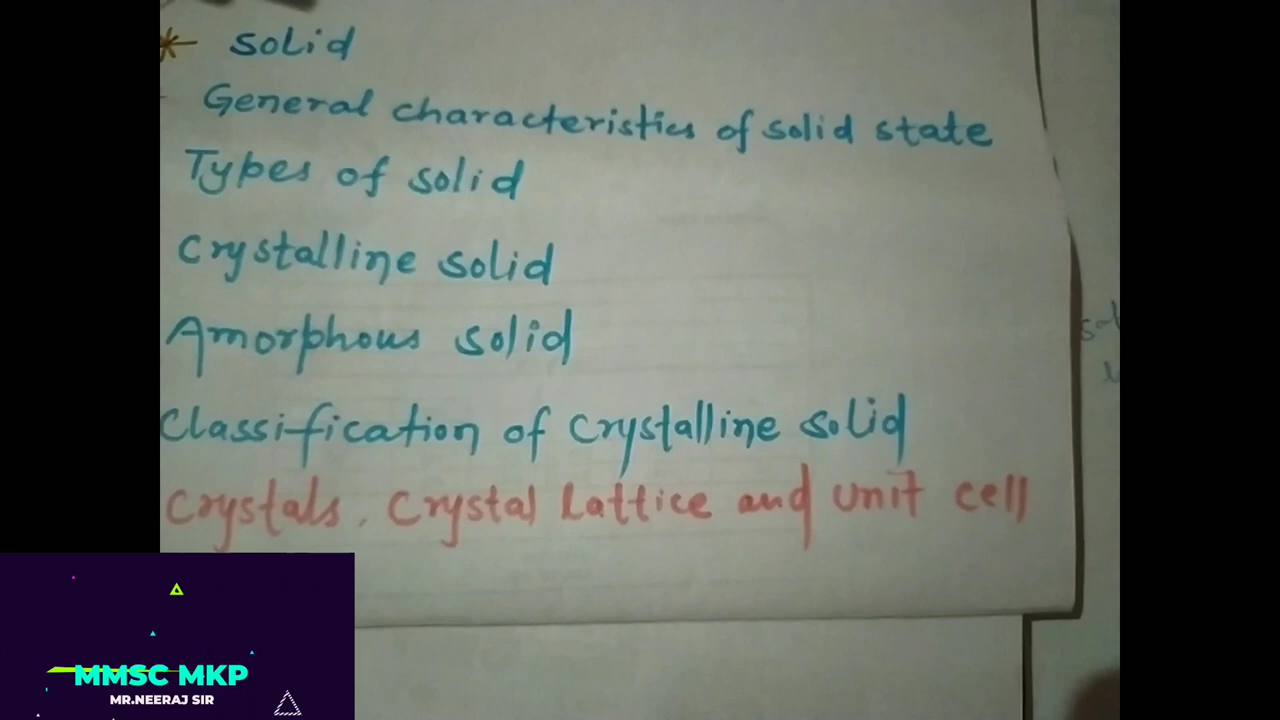 * Solid
General characteristics of solid state
Types of solid
Crystalline solid
Amorphous solid
Classification of Crystalline solid
Crystals, Crystal Lattice and Unit cell
MMSC MKP
MR.NEERAJ SIR